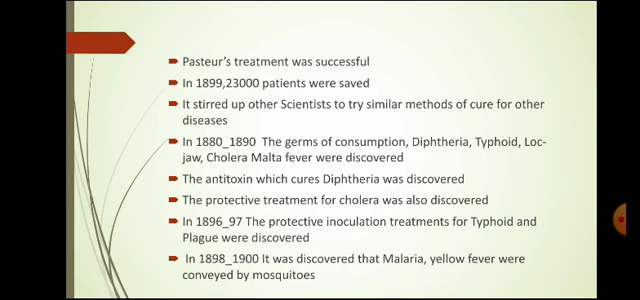 Pasteur's treatment was successful
In 1899,23000 patients were saved
It stirred up other Scientists to try similar methods of cure for other
diseases
In 1880_1890 The germs of consumption, Diphtheria, Typhoid, Loc-
jaw, Cholera Malta fever were discovered
The antitoxin which cures Diphtheria was discovered
The protective treatment for cholera was also discovered
In 1896_97 The protective inoculation treatments for Typhoid and
Plague were discovered
In 1898_1900 It was discovered that Malaria, yellow fever were
conveyed by mosquitoes